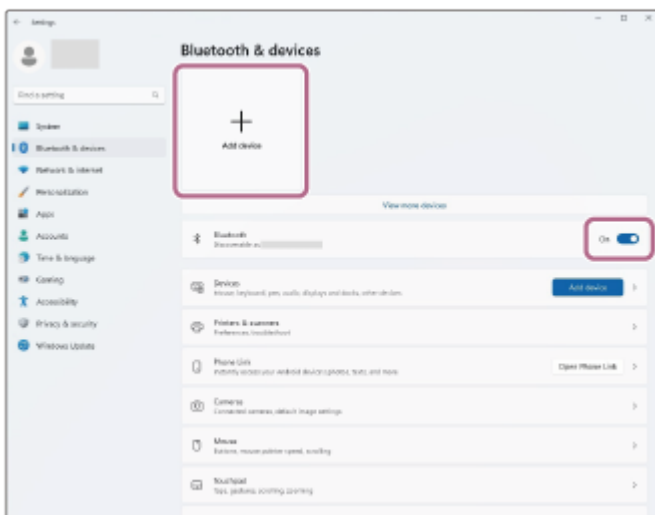 Settings
Bluetooth & devices
Find a setting
System
Bluetooth & devices
Network & internet
Personalization
Apps
Accounts
Time & language
Gaming
Accessibility
Privacy & security
Windows Update
Add device
View more devices
Bluetooth
Discoverable as
On
Devices
Mouse, keyboard, pen, audio, displays and docks, other devices
Add device
Printers & scanners
Preferences, troubleshoot
Phone Link
Instantly access your Android device's photos, texts, and more
Open Phone Link
Cameras
Connected cameras, default image settings
Mouse
Buttons, mouse pointer speed, scrolling
Touchpad
Taps, gestures, scrolling, zooming